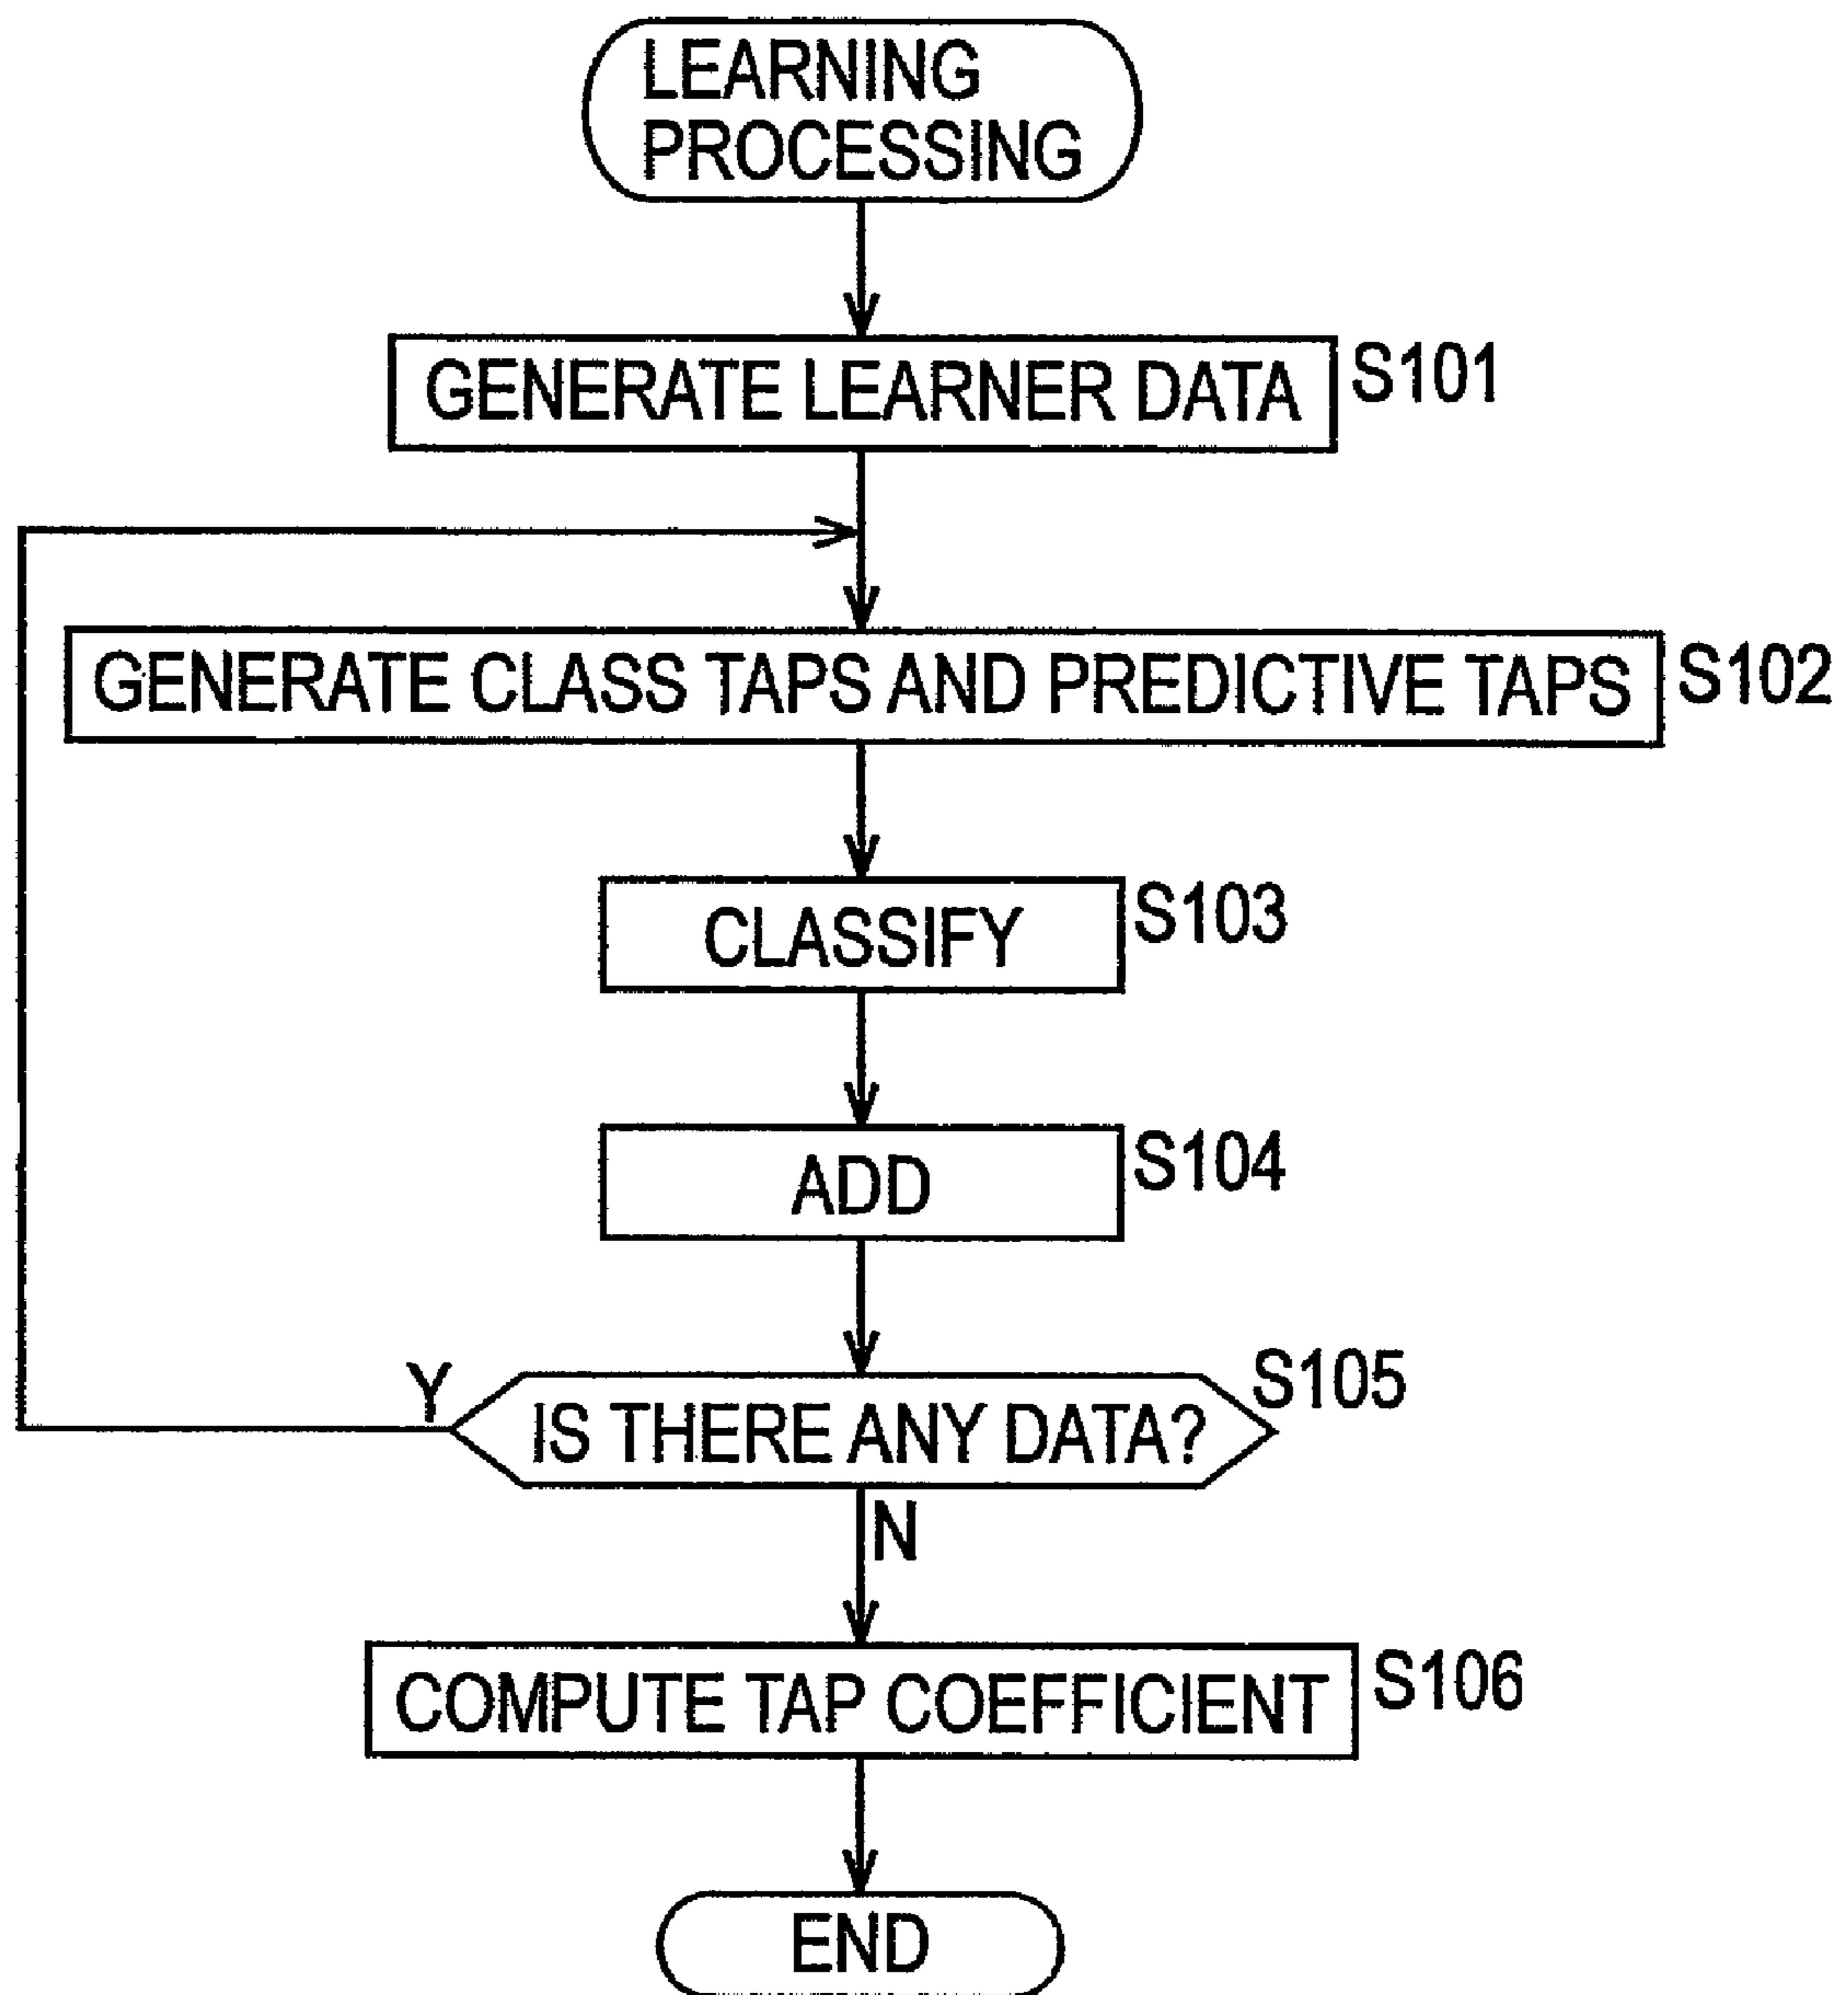 LEARNING
PROCESSING
GENERATE LEARNER DATA
S101
GENERATE CLASS TAPS AND PREDICTIVE TAPS
S102
CLASSIFY
S103
ADD
S104
Y
IS THERE ANY DATA?
S105
N
COMPUTE TAP COEFFICIENT
S106
END